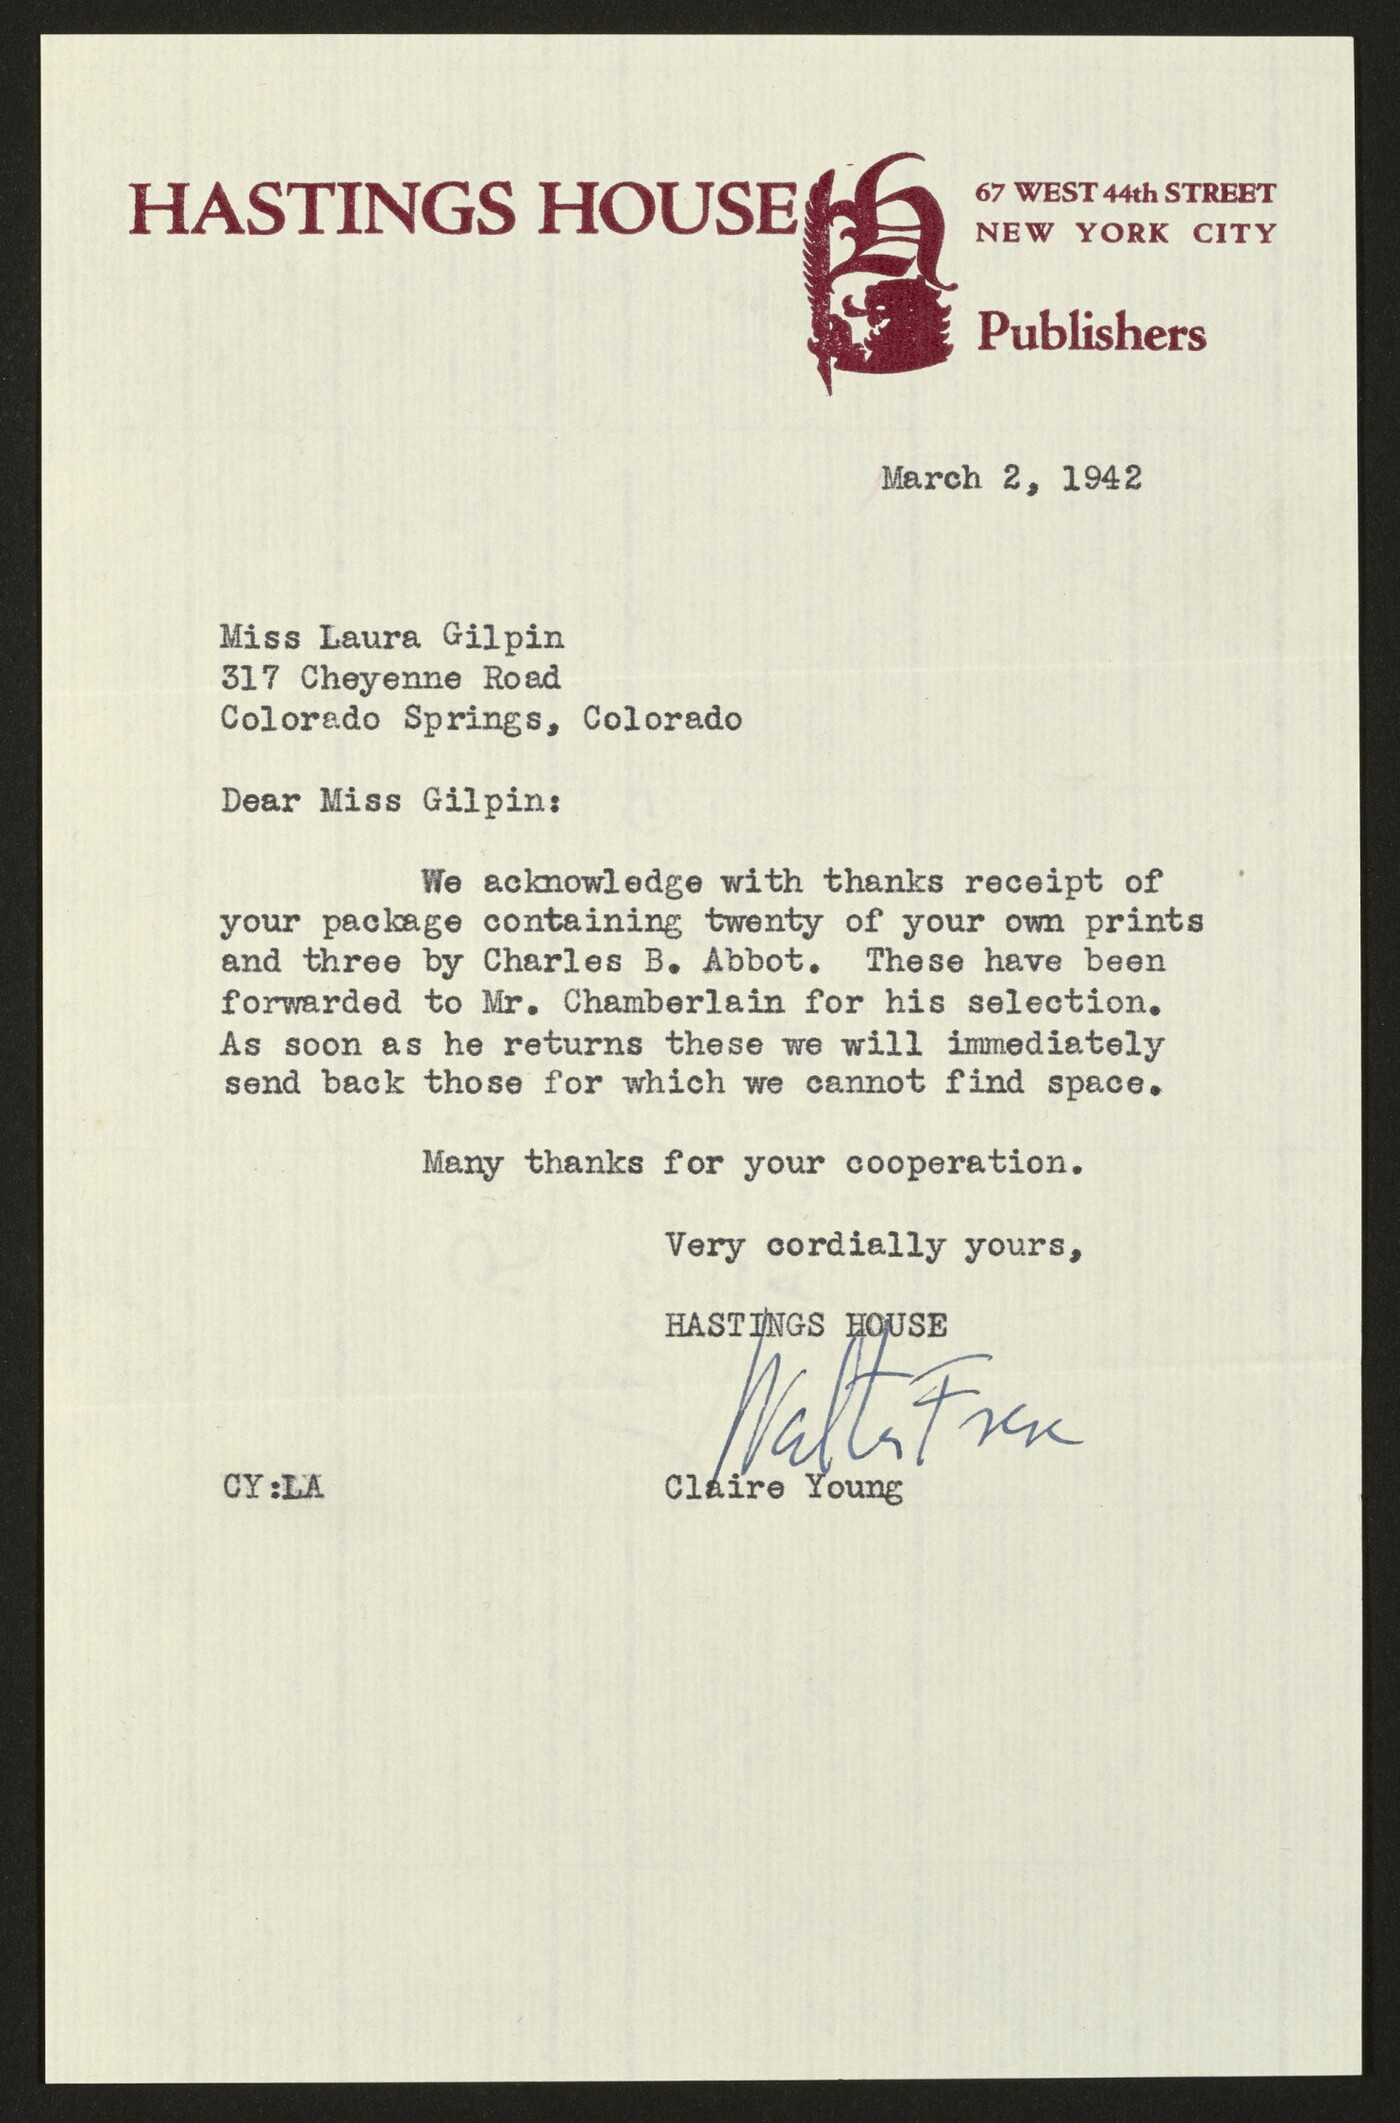 HASTINGS HOUSE
H
67 WEST 44th STREET
NEW YORK CITY
Publishers
March 2, 1942
Miss Laura Gilpin
317 Cheyenne Road
Colorado Springs, Colorado
Dear Miss Gilpin:
We acknowledge with thanks receipt of
your package containing twenty of your own prints
and three by Charles B. Abbot. These have been
forwarded to Mr. Chamberlain for his selection.
As soon as he returns these we will immediately
send back those for which we cannot find space.
Many thanks for your cooperation.
Very cordially yours,
HASTINGS HOUSE
Walter Frese
CY:LA
Claire Young